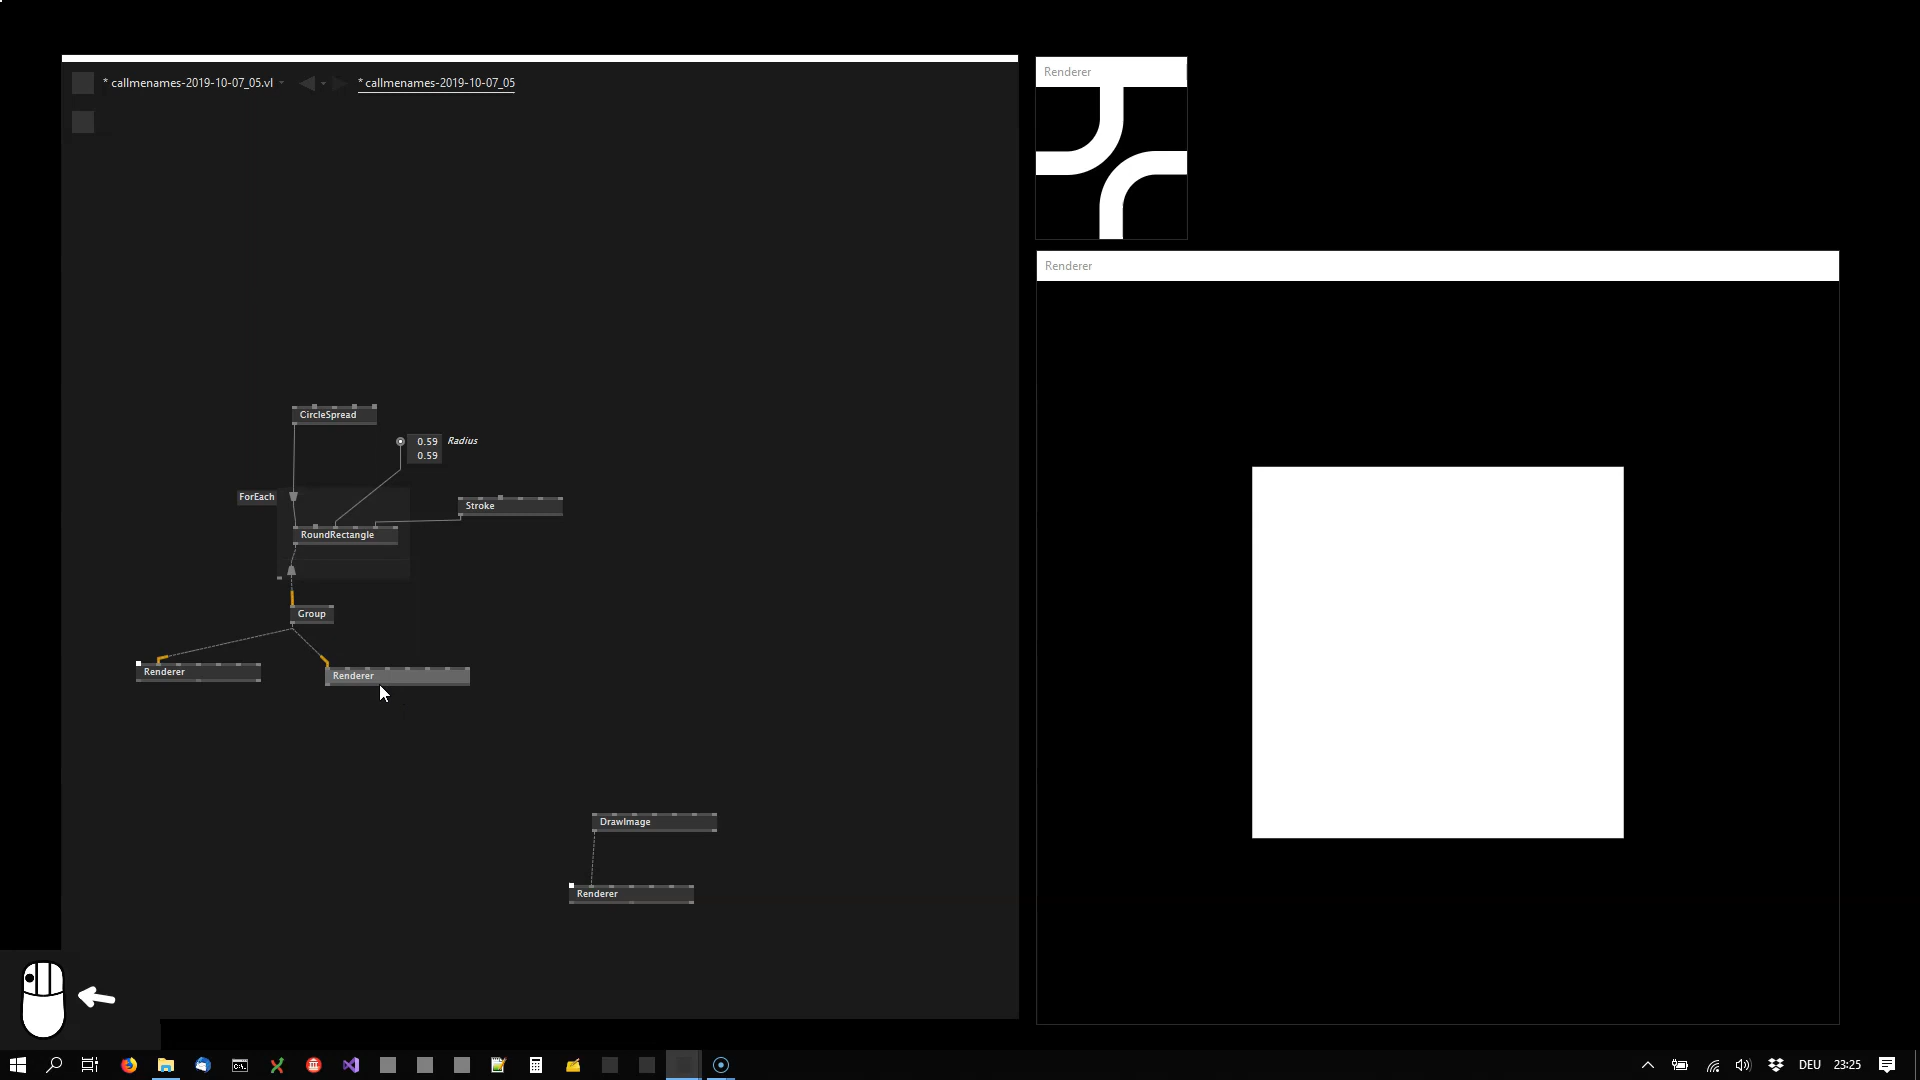 * callmenames-2019-10-07_05.vl
* callmenames-2019-10-07_05
Renderer
Renderer
CircleSpread
0.59
0.59
Radius
ForEach
Stroke
RoundRectangle
Group
Renderer
Renderer
DrawImage
Renderer
DEU
23:25